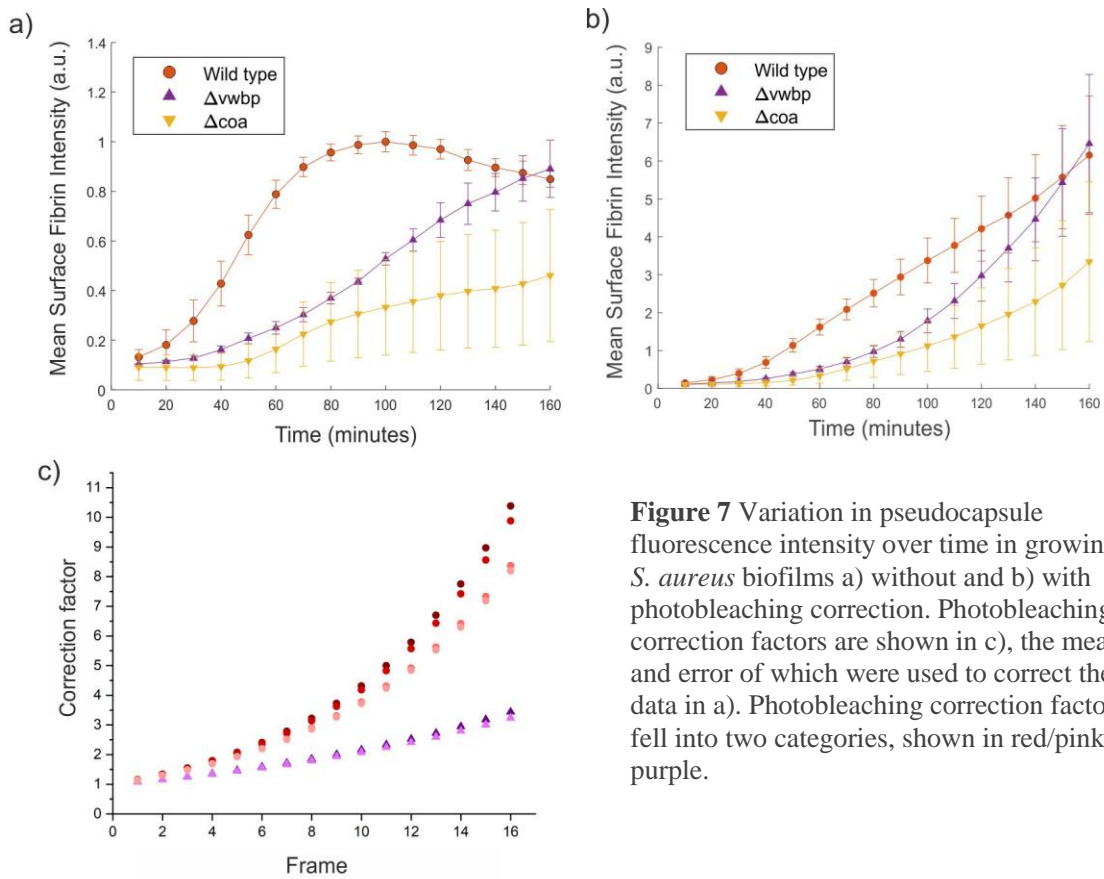 a)
Mean Surface Fibrin Intensity (a.u.)
1.4
1.2
1
0.8
0.6
0.4
0.2
0
Wild type
Δvwbp
Δcoa
0 20 40 60 80 100 120 140 160
Time (minutes)
b)
Mean Surface Fibrin Intensity (a.u.)
9
8
7
6
5
4
3
2
1
0
Wild type
Δvwbp
Δcoa
0 20 40 60 80 100 120 140 160
Time (minutes)
c)
Correction factor
11
10
9
8
7
6
5
4
3
2
1
0
0 2 4 6 8 10 12 14 16
Frame
Figure 7 Variation in pseudocapsule
fluorescence intensity over time in growin
S. aureus biofilms a) without and b) with
photobleaching correction. Photobleaching
correction factors are shown in c), the mea
and error of which were used to correct the
data in a). Photobleaching correction facto
fell into two categories, shown in red/pink
purple.